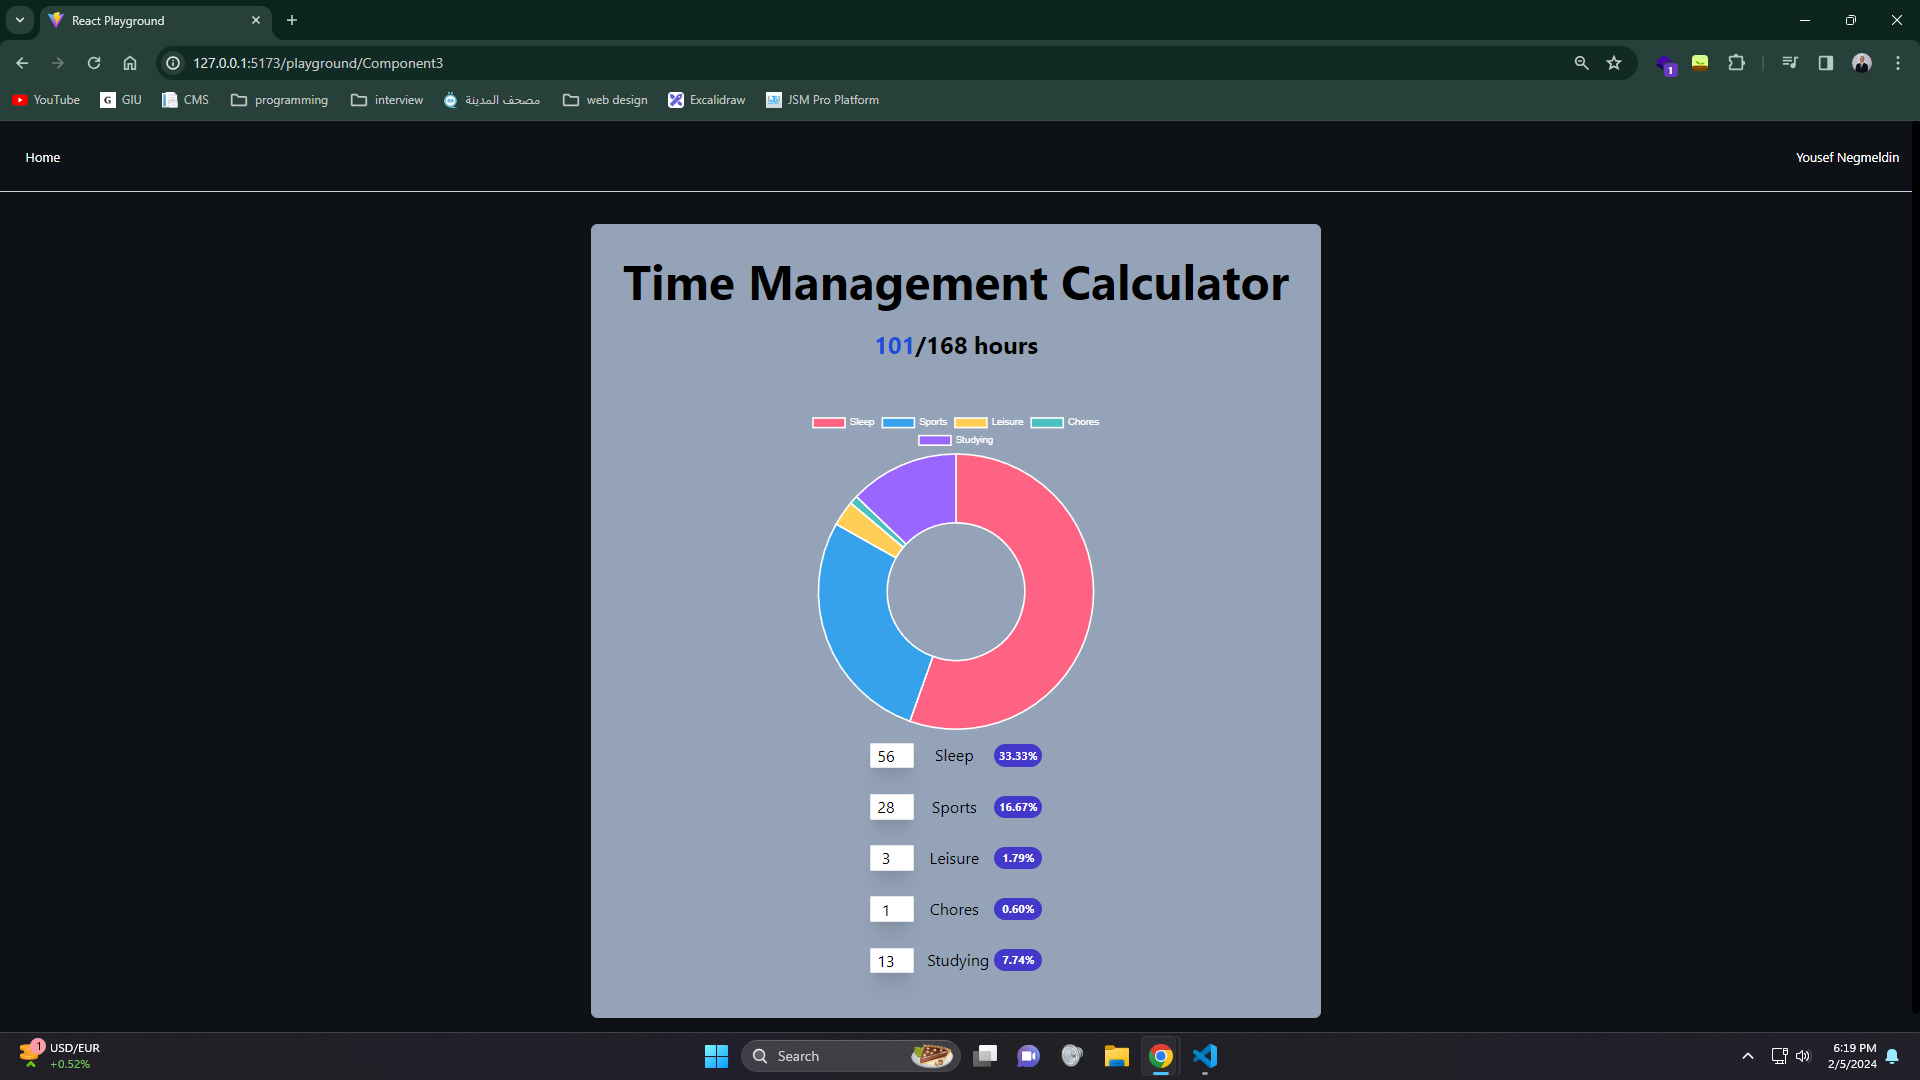 React Playground
127.0.0.1:5173/playground/Component3
1
YouTube
G GIU
CMS
programming
interview
مصحف المدينة
web design
Excalidraw
JSM Pro Platform
Home
Yousef Negmeldin
Time Management Calculator
101/168 hours
Sleep Sports Leisure Chores
Studying
56 Sleep 33.33%
28 Sports 16.67%
3 Leisure 1.79%
1 Chores 0.60%
13 Studying 7.74%
1
USD/EUR
+0.52%
Search
6:19 PM
2/5/2024